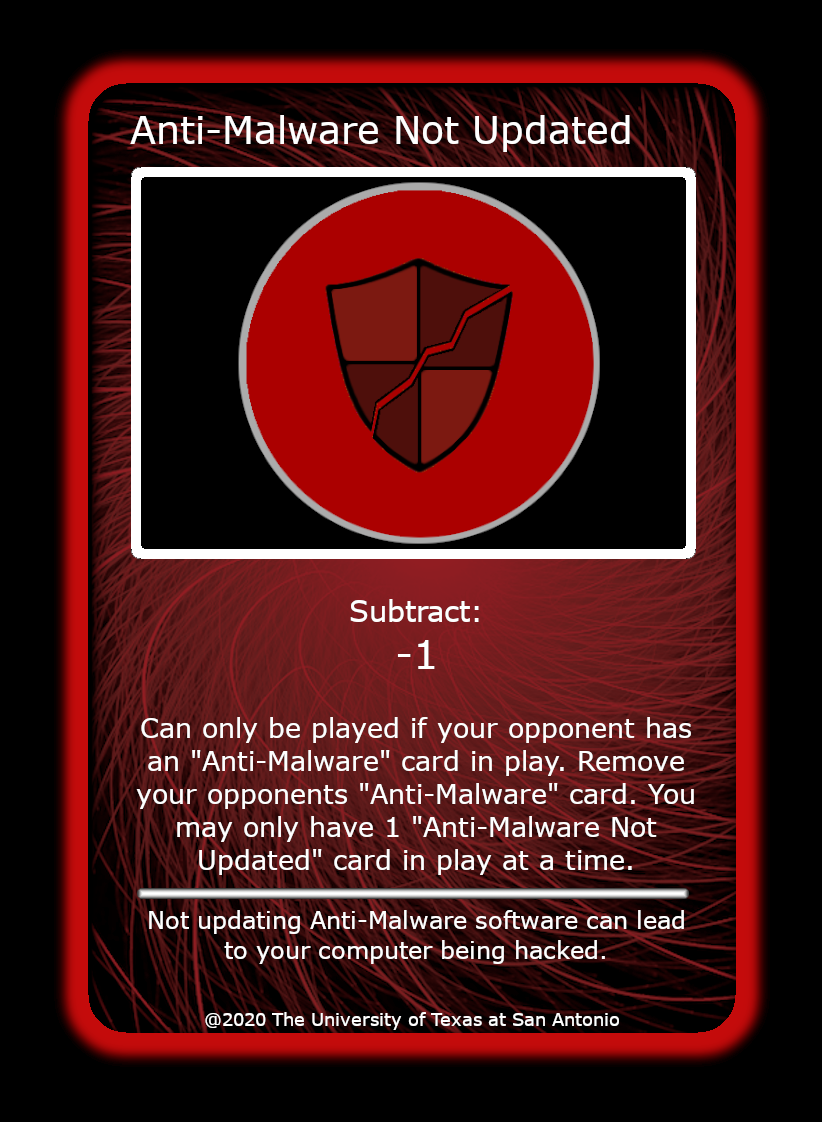 Anti-Malware Not Updated
Subtract:
-1
Can only be played if your opponent has
an "Anti-Malware" card in play. Remove
your opponents "Anti-Malware" card. You
may only have 1 "Anti-Malware Not
Updated" card in play at a time.
Not updating Anti-Malware software can lead
to your computer being hacked.
@2020 The University of Texas at San Antonio